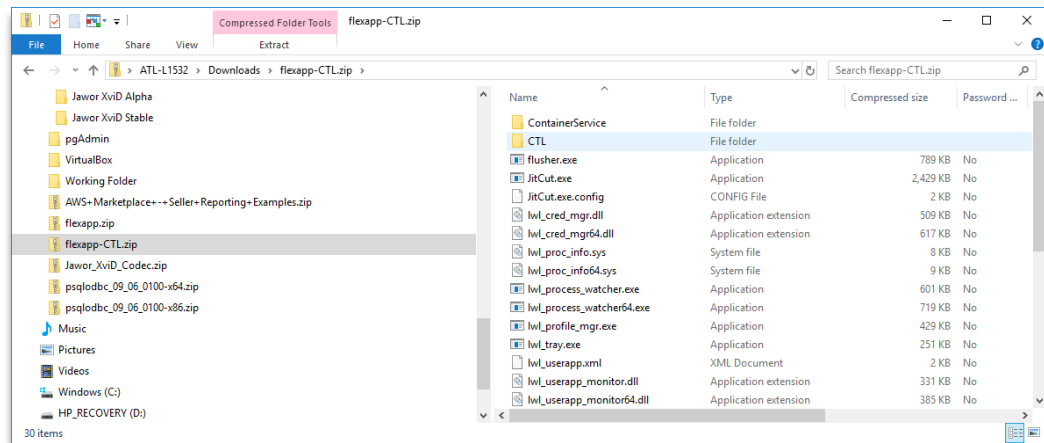 Compressed Folder Tools flexapp-CTL.zip
File Home Share View Extract
ATL-L1532 Downloads flexapp-CTL.zip Search flexapp-CTL.zip
Jawor XviD Alpha
Jawor XviD Stable
pgAdmin
VirtualBox
Working Folder
AWS+Marketplace+-+Seller+Reporting+Examples.zip
flexapp.zip
flexapp-CTL.zip
Jawor_XviD_Codec.zip
psqlodbc_09_06_0100-x64.zip
psqlodbc_09_06_0100-x86.zip
Music
Pictures
Videos
Windows (C:)
HP_RECOVERY (D:)
Name Type Compressed size Password ...
ContainerService File folder
CTL File folder
flusher.exe Application 789 KB No
JitCut.exe Application 2,429 KB No
JitCut.exe.config CONFIG File 2 KB No
lwl_cred_mgr.dll Application extension 509 KB No
lwl_cred_mgr64.dll Application extension 617 KB No
lwl_proc_info.sys System file 8 KB No
lwl_proc_info64.sys System file 9 KB No
lwl_process_watcher.exe Application 601 KB No
lwl_process_watcher64.exe Application 719 KB No
lwl_profile_mgr.exe Application 429 KB No
lwl_tray.exe Application 251 KB No
lwl_userapp.xml XML Document 2 KB No
lwl_userapp_monitor.dll Application extension 331 KB No
lwl_userapp_monitor64.dll Application extension 385 KB No
30 items